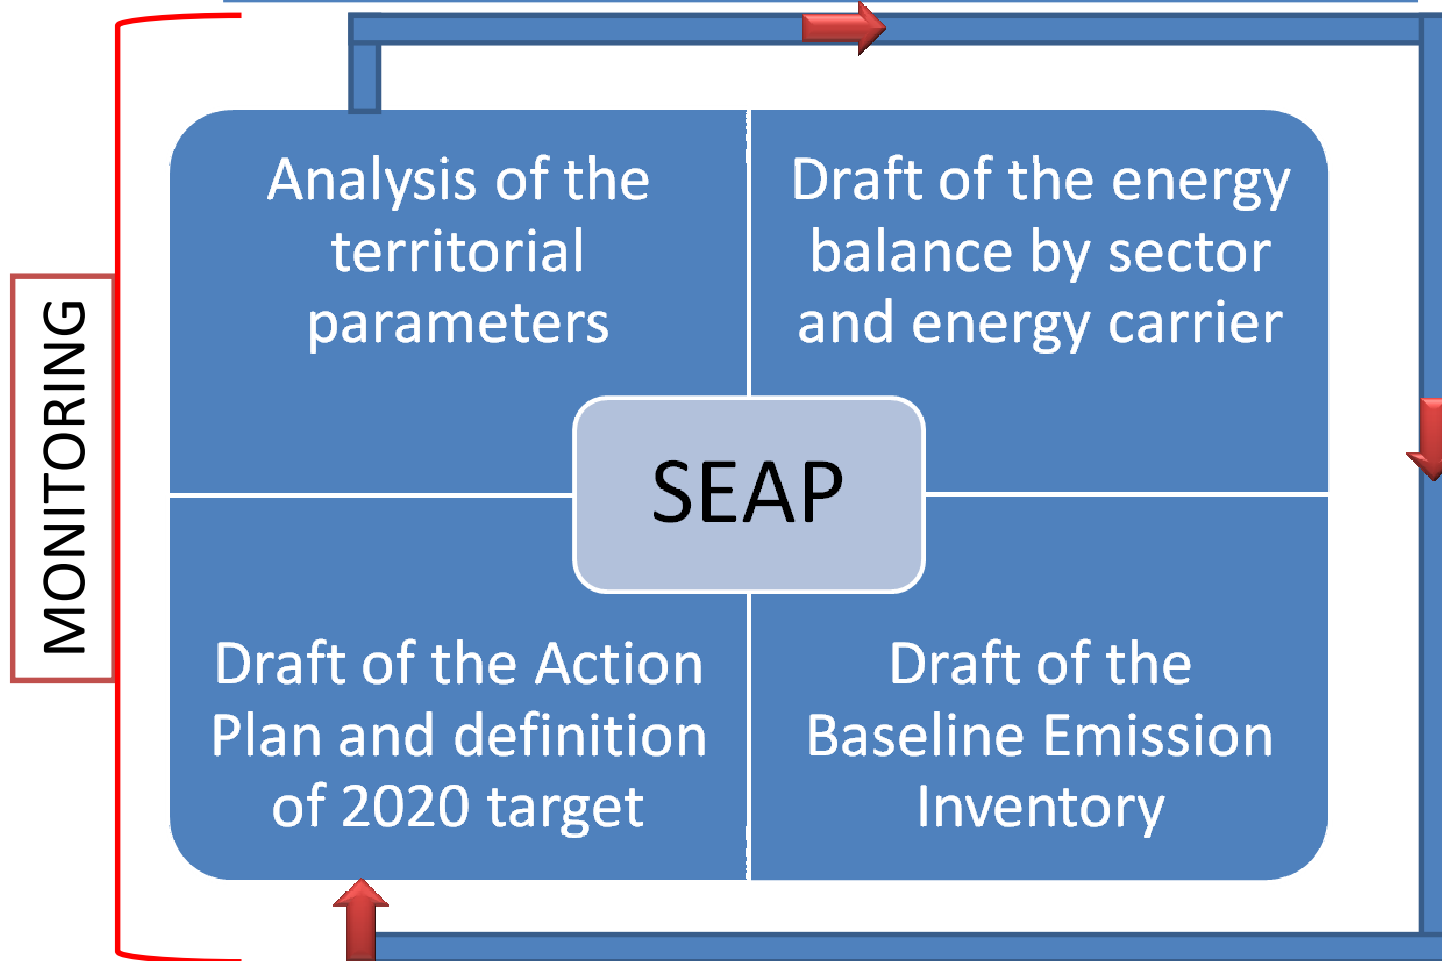 MONITORING
Analysis of the
territorial
parameters
Draft of the energy
balance by sector
and energy carrier
SEAP
Draft of the Action
Plan and definition
of 2020 target
Draft of the
Baseline Emission
Inventory